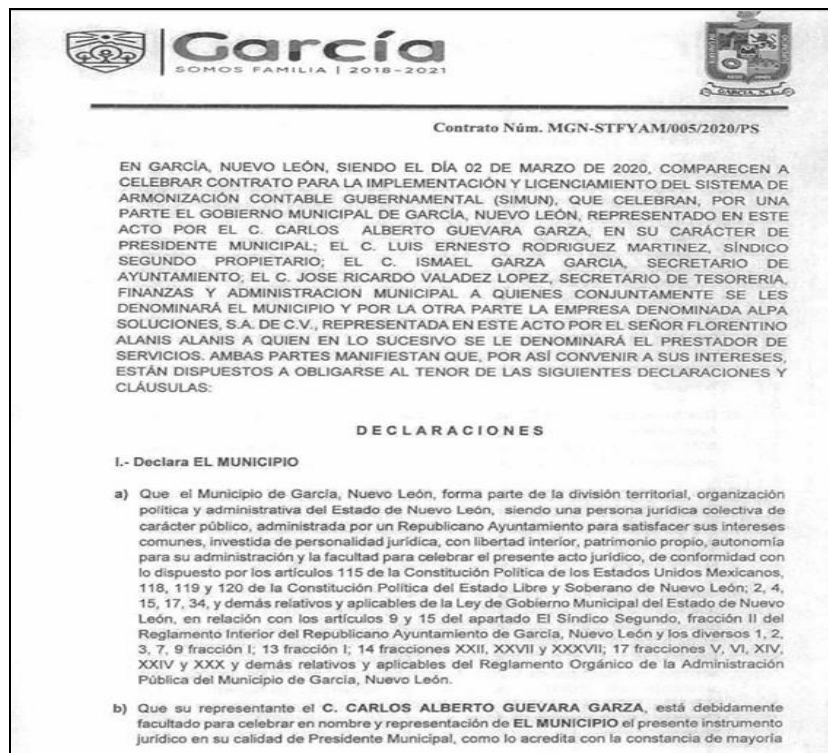 García
SOMOS FAMILIA | 2018-2021
GARCIA, N. L.
Contrato Núm. MGN-STFYAM/005/2020/PS
EN GARCÍA, NUEVO LEÓN, SIENDO EL DÍA 02 DE MARZO DE 2020, COMPARECEN A
CELEBRAR CONTRATO PARA LA IMPLEMENTACIÓN Y LICENCIAMIENTO DEL SISTEMA DE
ARMONIZACIÓN CONTABLE GUBERNAMENTAL (SIMUN), QUE CELEBRAN, POR UNA
PARTE EL GOBIERNO MUNICIPAL DE GARCÍA, NUEVO LEÓN, REPRESENTADO EN ESTE
ACTO POR EL C. CARLOS ALBERTO GUEVARA GARZA, EN SU CARÁCTER DE
PRESIDENTE MUNICIPAL; EL C. LUIS ERNESTO RODRIGUEZ MARTINEZ, SÍNDICO
SEGUNDO PROPIETARIO; EL C. ISMAEL GARZA GARCIA, SECRETARIO DE
AYUNTAMIENTO; EL C. JOSE RICARDO VALADEZ LOPEZ, SECRETARIO DE TESORERIA,
FINANZAS Y ADMINISTRACION MUNICIPAL A QUIENES CONJUNTAMENTE SE LES
DENOMINARÁ EL MUNICIPIO Y POR LA OTRA PARTE LA EMPRESA DENOMINADA ALPA
SOLUCIONES, S.A. DE C.V., REPRESENTADA EN ESTE ACTO POR EL SEÑOR FLORENTINO
ALANIS ALANIS A QUIEN EN LO SUCESIVO SE LE DENOMINARÁ EL PRESTADOR DE
SERVICIOS. AMBAS PARTES MANIFIESTAN QUE, POR ASÍ CONVENIR A SUS INTERESES,
ESTÁN DISPUESTOS A OBLIGARSE AL TENOR DE LAS SIGUIENTES DECLARACIONES Y
CLÁUSULAS:
DECLARACIONES
I.- Declara EL MUNICIPIO
a) Que el Municipio de García, Nuevo León, forma parte de la división territorial, organización
política y administrativa del Estado de Nuevo León, siendo una persona jurídica colectiva de
carácter público, administrada por un Republicano Ayuntamiento para satisfacer sus intereses
comunes, investida de personalidad jurídica, con libertad interior, patrimonio propio, autonomía
para su administración y la facultad para celebrar el presente acto jurídico, de conformidad con
lo dispuesto por los artículos 115 de la Constitución Política de los Estados Unidos Mexicanos,
118, 119 y 120 de la Constitución Política del Estado Libre y Soberano de Nuevo León; 2, 4,
15, 17, 34, y demás relativos y aplicables de la Ley de Gobierno Municipal del Estado de Nuevo
León, en relación con los artículos 9 y 15 del apartado El Síndico Segundo, fracción II del
Reglamento Interior del Republicano Ayuntamiento de García, Nuevo León y los diversos 1, 2,
3, 7, 9 fracción I; 13 fracción I; 14 fracciones XXII, XXVII y XXXVII; 17 fracciones V, VI, XIV,
XXIV y XXX y demás relativos y aplicables del Reglamento Orgánico de la Administración
Pública del Municipio de García, Nuevo León.
b) Que su representante el C. CARLOS ALBERTO GUEVARA GARZA, está debidamente
facultado para celebrar en nombre y representación de EL MUNICIPIO el presente instrumento
jurídico en su calidad de Presidente Municipal, como lo acredita con la constancia de mayoría